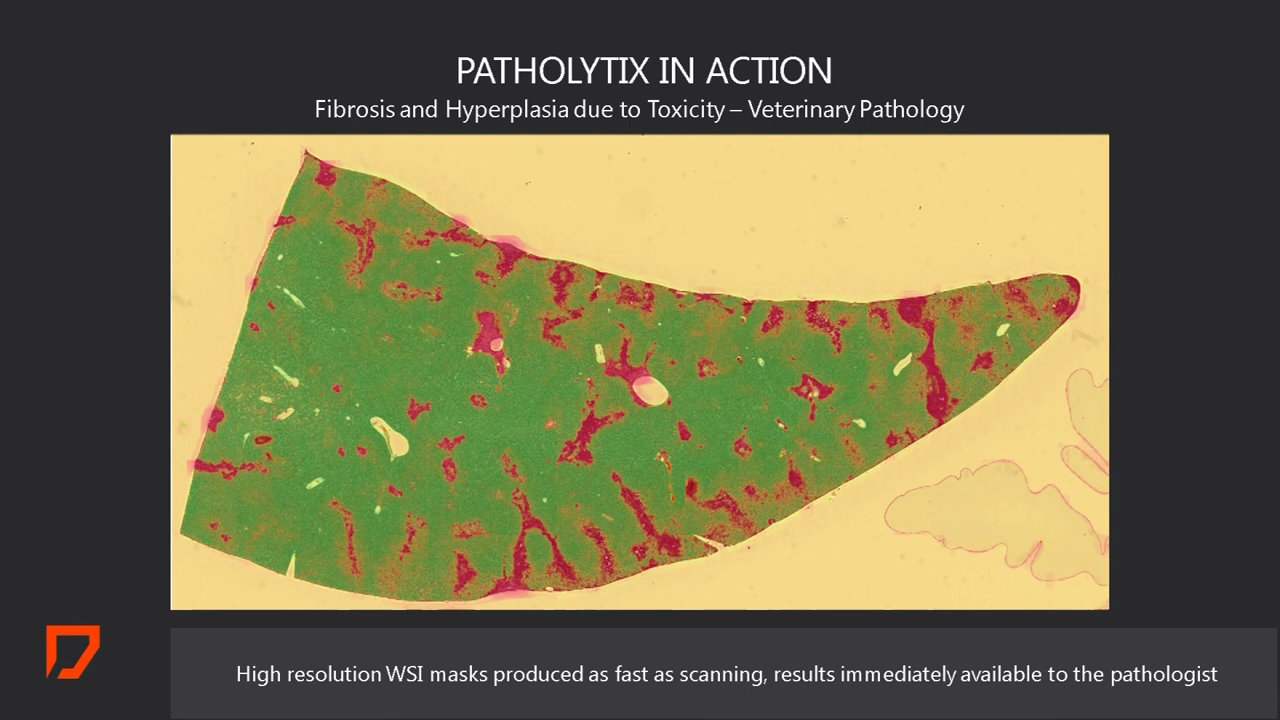 PATHOLYTIX IN ACTION
Fibrosis and Hyperplasia due to Toxicity – Veterinary Pathology
High resolution WSI masks produced as fast as scanning, results immediately available to the pathologist